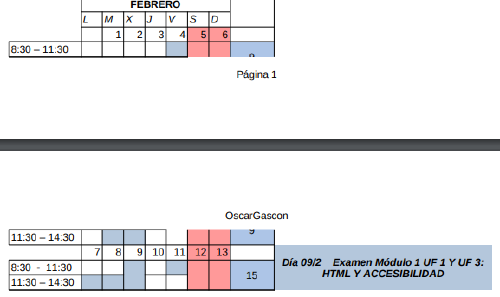 FEBRERO
L M X J V S D
1 2 3 4 5 6
8:30 – 11:30
Página 1
OscarGascon
11:30 – 14:30
7 8 9 10 11 12 13
8:30 - 11:30
11:30 – 14:30
15
Día 09/2 Examen Módulo 1 UF 1 Y UF 3:
HTML Y ACCESIBILIDAD